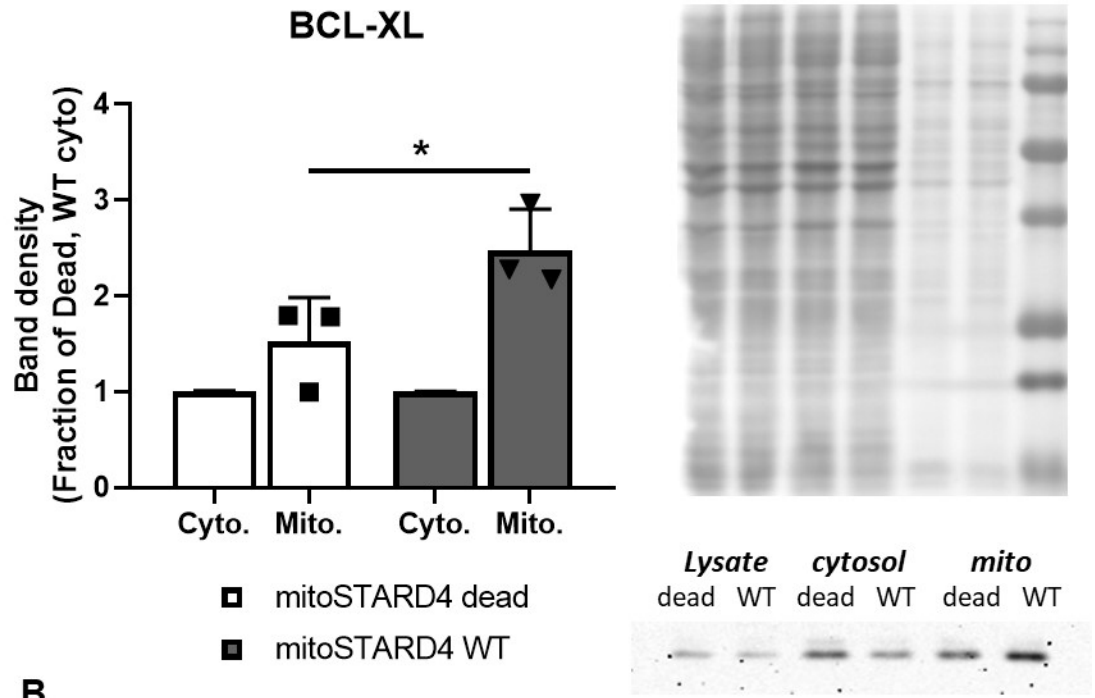 BCL-XL
Band density
(Fraction of Dead, WT cyto)
4
3
2
1
0
*
Cyto. Mito. Cyto. Mito.
mitoSTARD4 dead
mitoSTARD4 WT
Lysate cytosol mito
dead WT dead WT dead WT
B